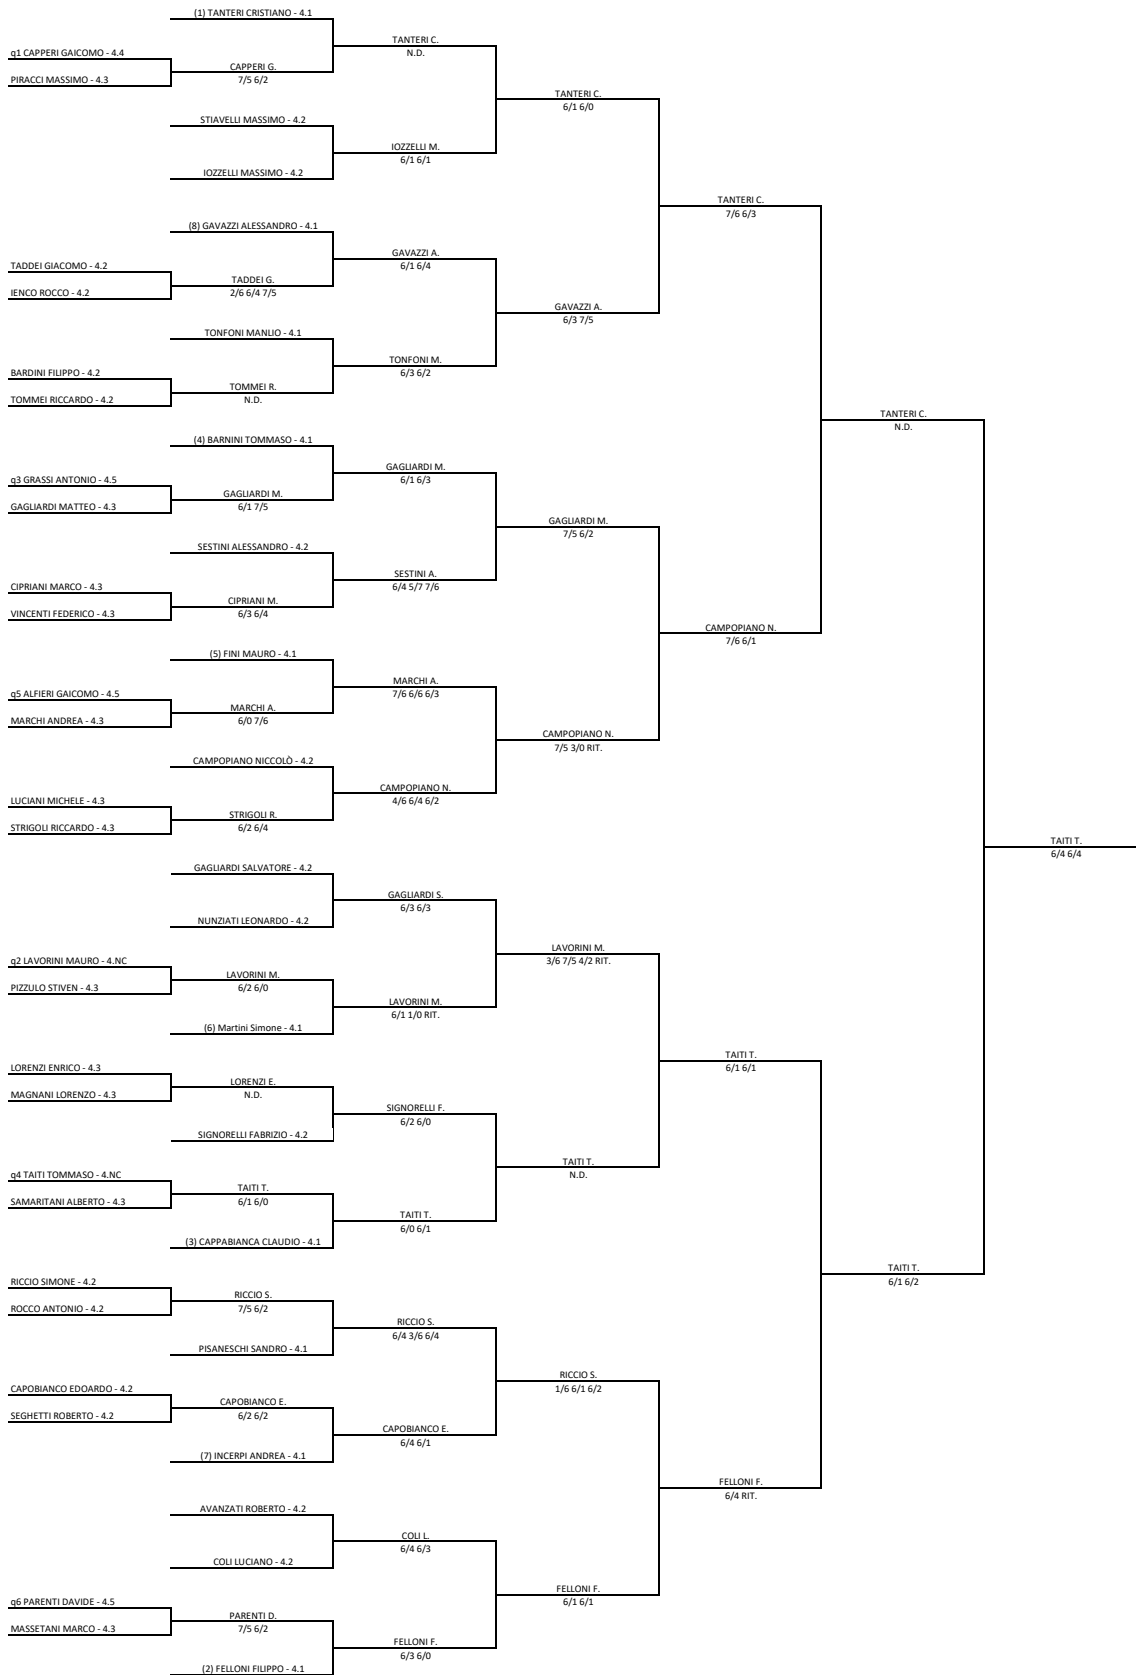 (1) TANTERI CRISTIANO - 4.1
TANTERI C.
N.D.
q1 CAPPERI GAICOMO - 4.4
CAPPERI G.
7/5 6/2
PIRACCI MASSIMO - 4.3
TANTERI C.
6/1 6/0
STIAVELLI MASSIMO - 4.2
IOZZELLI M.
6/1 6/1
IOZZELLI MASSIMO - 4.2
TANTERI C.
7/6 6/3
(8) GAVAZZI ALESSANDRO - 4.1
GAVAZZI A.
6/1 6/4
TADDEI GIACOMO - 4.2
TADDEI G.
2/6 6/4 7/5
IENCO ROCCO - 4.2
GAVAZZI A.
6/3 7/5
TONFONI MANLIO - 4.1
TONFONI M.
6/3 6/2
BARDINI FILIPPO - 4.2
TOMMEI R.
N.D.
TOMMEI RICCARDO - 4.2
TANTERI C.
N.D.
(4) BARNINI TOMMASO - 4.1
GAGLIARDI M.
6/1 6/3
q3 GRASSI ANTONIO - 4.5
GAGLIARDI M.
6/1 7/5
GAGLIARDI MATTEO - 4.3
GAGLIARDI M.
7/5 6/2
SESTINI ALESSANDRO - 4.2
SESTINI A.
6/4 5/7 7/6
CIPRIANI MARCO - 4.3
CIPRIANI M.
6/3 6/4
VINCENTI FEDERICO - 4.3
CAMPOPIANO N.
7/6 6/1
(5) FINI MAURO - 4.1
MARCHI A.
7/6 6/6 6/3
q5 ALFIERI GAICOMO - 4.5
MARCHI A.
6/0 7/6
MARCHI ANDREA - 4.3
CAMPOPIANO N.
7/5 3/0 RIT.
CAMPOPIANO NICCOLÒ - 4.2
CAMPOPIANO N.
4/6 6/4 6/2
LUCIANI MICHELE - 4.3
STRIGOLI R.
6/2 6/4
STRIGOLI RICCARDO - 4.3
TAITI T.
6/4 6/4
GAGLIARDI SALVATORE - 4.2
GAGLIARDI S.
6/3 6/3
NUNZIATI LEONARDO - 4.2
LAVORINI M.
3/6 7/5 4/2 RIT.
q2 LAVORINI MAURO - 4.NC
LAVORINI M.
6/2 6/0
PIZZULO STIVEN - 4.3
LAVORINI M.
6/1 1/0 RIT.
(6) Martini Simone - 4.1
TAITI T.
6/1 6/1
LORENZI ENRICO - 4.3
LORENZI E.
N.D.
MAGNANI LORENZO - 4.3
SIGNORELLI F.
6/2 6/0
SIGNORELLI FABRIZIO - 4.2
TAITI T.
N.D.
q4 TAITI TOMMASO - 4.NC
TAITI T.
6/1 6/0
SAMARITANI ALBERTO - 4.3
TAITI T.
6/0 6/1
(3) CAPPABIANCA CLAUDIO - 4.1
TAITI T.
6/1 6/2
RICCIO SIMONE - 4.2
RICCIO S.
7/5 6/2
ROCCO ANTONIO - 4.2
RICCIO S.
6/4 3/6 6/4
PISANESCHI SANDRO - 4.1
RICCIO S.
1/6 6/1 6/2
CAPOBIANCO EDOARDO - 4.2
CAPOBIANCO E.
6/2 6/2
SEGHETTI ROBERTO - 4.2
CAPOBIANCO E.
6/4 6/1
(7) INCERPI ANDREA - 4.1
FELLONI F.
6/4 RIT.
AVANZATI ROBERTO - 4.2
COLI L.
6/4 6/3
COLI LUCIANO - 4.2
FELLONI F.
6/1 6/1
q6 PARENTI DAVIDE - 4.5
PARENTI D.
7/5 6/2
MASSETANI MARCO - 4.3
FELLONI F.
6/3 6/0
(2) FELLONI FILIPPO - 4.1